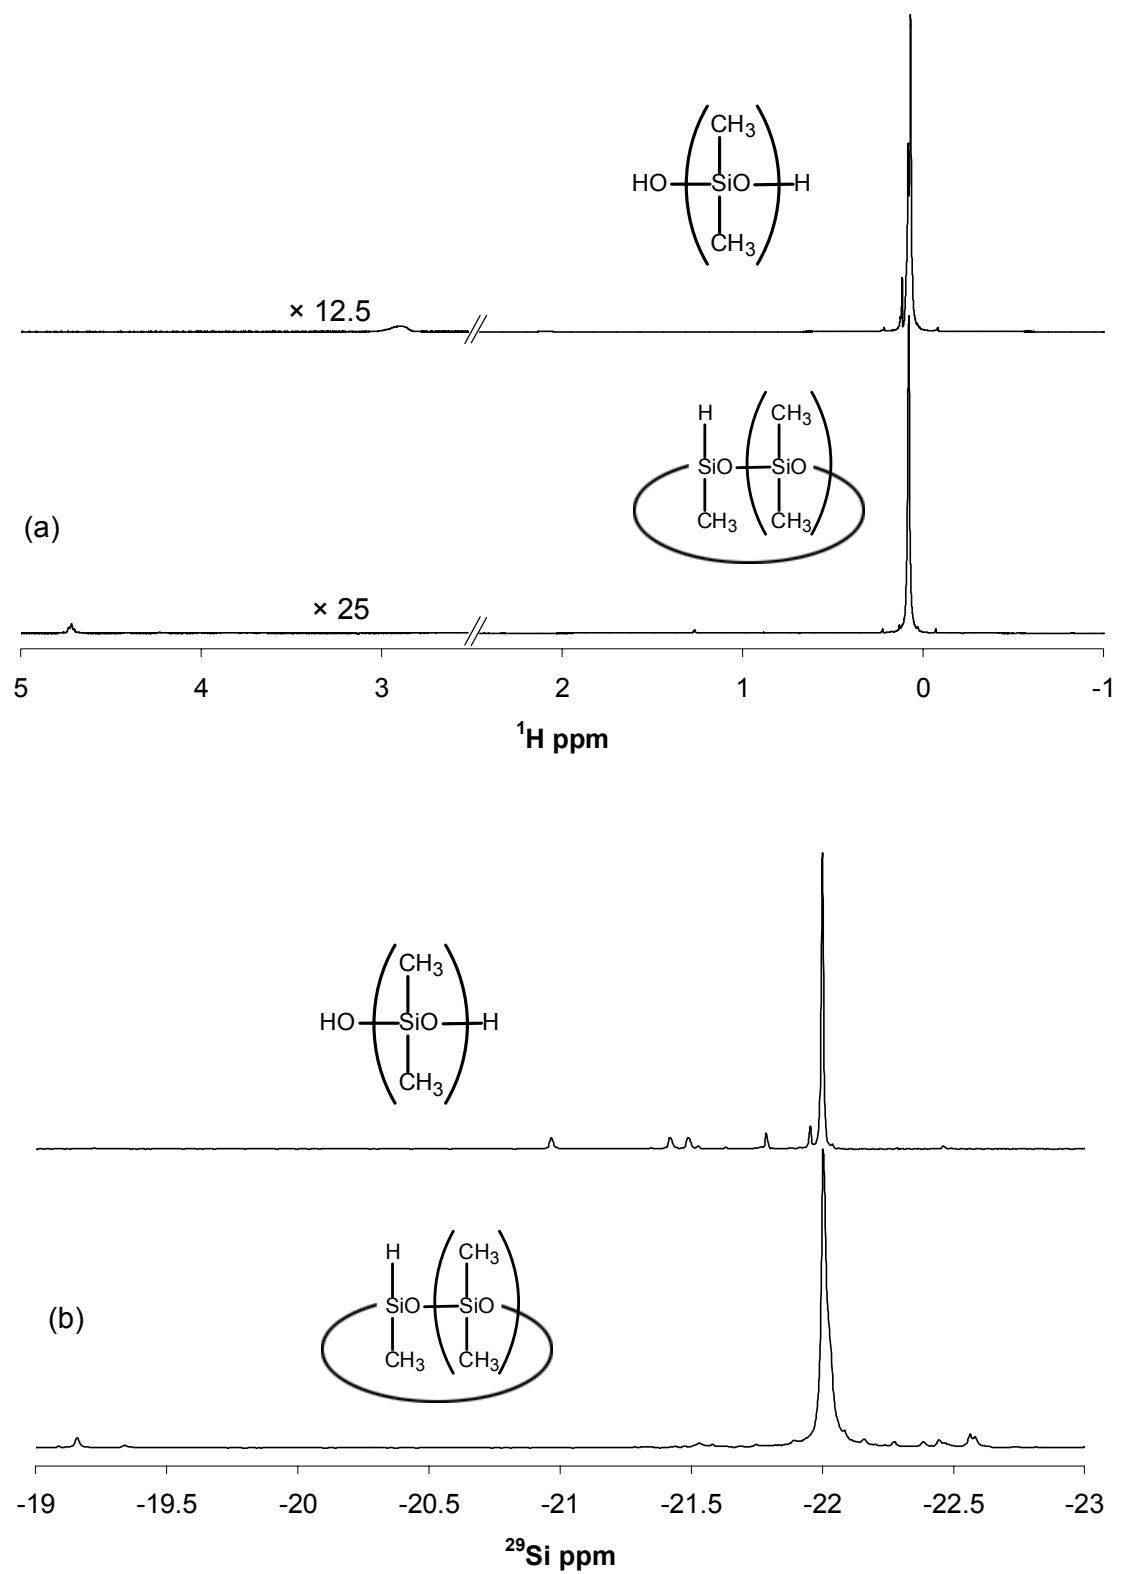 CH3
HO SiO H
CH3
× 12.5
H CH3
SiO SiO
CH3 CH3
(a)
× 25
5 4 3 2 1 0 -1
1H ppm
CH3
HO SiO H
CH3
H CH3
SiO SiO
(b)
CH3 CH3
-19 -19.5 -20 -20.5 -21 -21.5 -22 -22.5 -23
29Si ppm